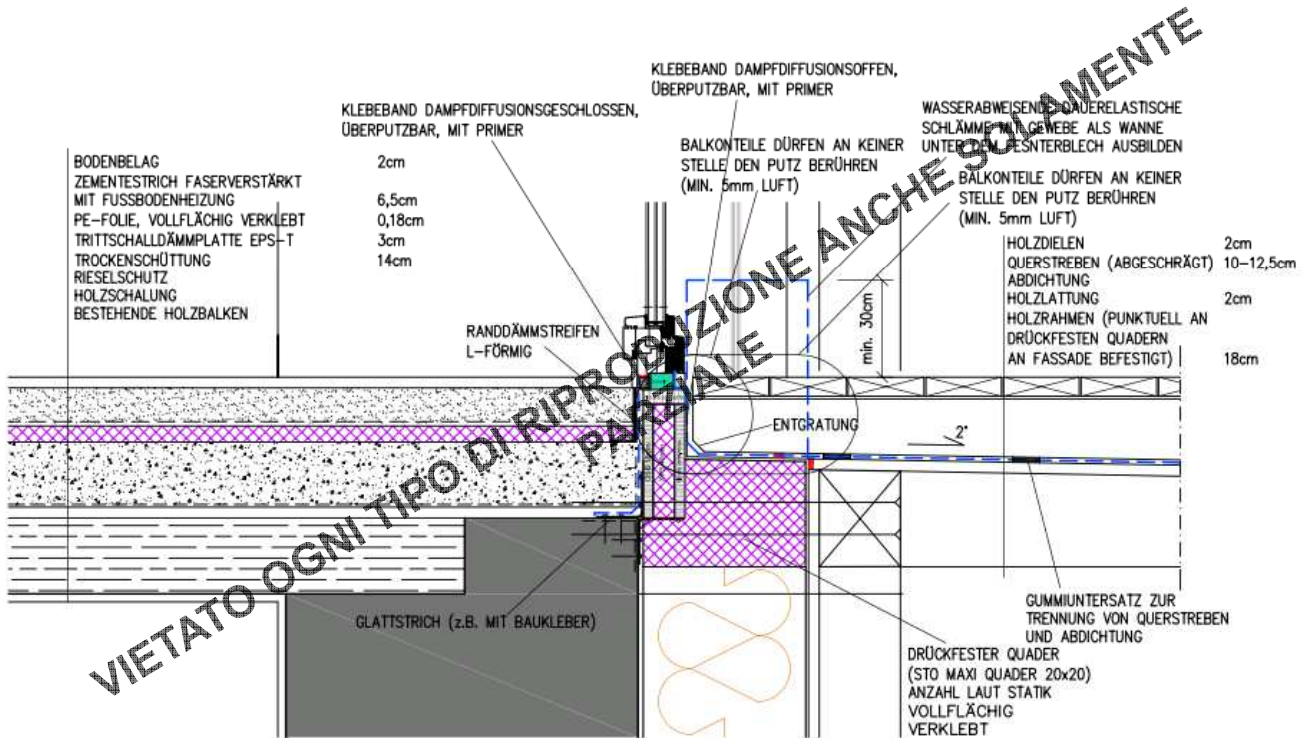 KLEBEBAND DAMPFDIFFUSIONSGESCHLOSSEN,
ÜBERPUTZBAR, MIT PRIMER
KLEBEBAND DAMPFDIFFUSIONSOFFEN,
ÜBERPUTZBAR, MIT PRIMER
BALKONTEILE DÜRFEN AN KEINER
STELLE DEN PUTZ BERÜHREN
(MIN. 5mm LUFT)
WASSERABWEISENDE DAUERELASTISCHE
SCHLÄMME MIT GEWEBE ALS WANNE
UNTER DEM FESNTERBLECH AUSBILDEN
BALKONTEILE DÜRFEN AN KEINER
STELLE DEN PUTZ BERÜHREN
(MIN. 5mm LUFT)
BODENBELAG 2cm
ZEMENTESTRICH FASERVERSTÄRKT
MIT FUSSBODENHEIZUNG 6,5cm
PE-FOLIE, VOLLFLÄCHIG VERKLEBT 0,18cm
TRITTSCHALLDÄMMPLATTE EPS-T 3cm
TROCKENSCHÜTTUNG 14cm
RIESELSCHUTZ
HOLZSCHALUNG
BESTEHENDE HOLZBALKEN
HOLZDIELEN 2cm
QUERSTREBEN (ABGESCHRÄGT) 10-12,5cm
ABDICHTUNG
HOLZLATTUNG 2cm
HOLZRAHMEN (PUNKTUELL AN
DRÜCKFESTEN QUADERN
AN FASSADE BEFESTIGT) 18cm
RANDDÄMMSTREIFEN
L-FÖRMIG
min. 30cm
ENTGRATUNG
2°
GLATTSTRICH (z.B. MIT BAUKLEBER)
GUMMIUNTERSATZ ZUR
TRENNUNG VON QUERSTREBEN
UND ABDICHTUNG
DRÜCKFESTER QUADER
(STO MAXI QUADER 20x20)
ANZAHL LAUT STATIK
VOLLFLÄCHIG
VERKLEBT
VIETATO OGNI TIPO DI RIPRODUZIONE ANCHE SOLAMENTE
PARZIALE